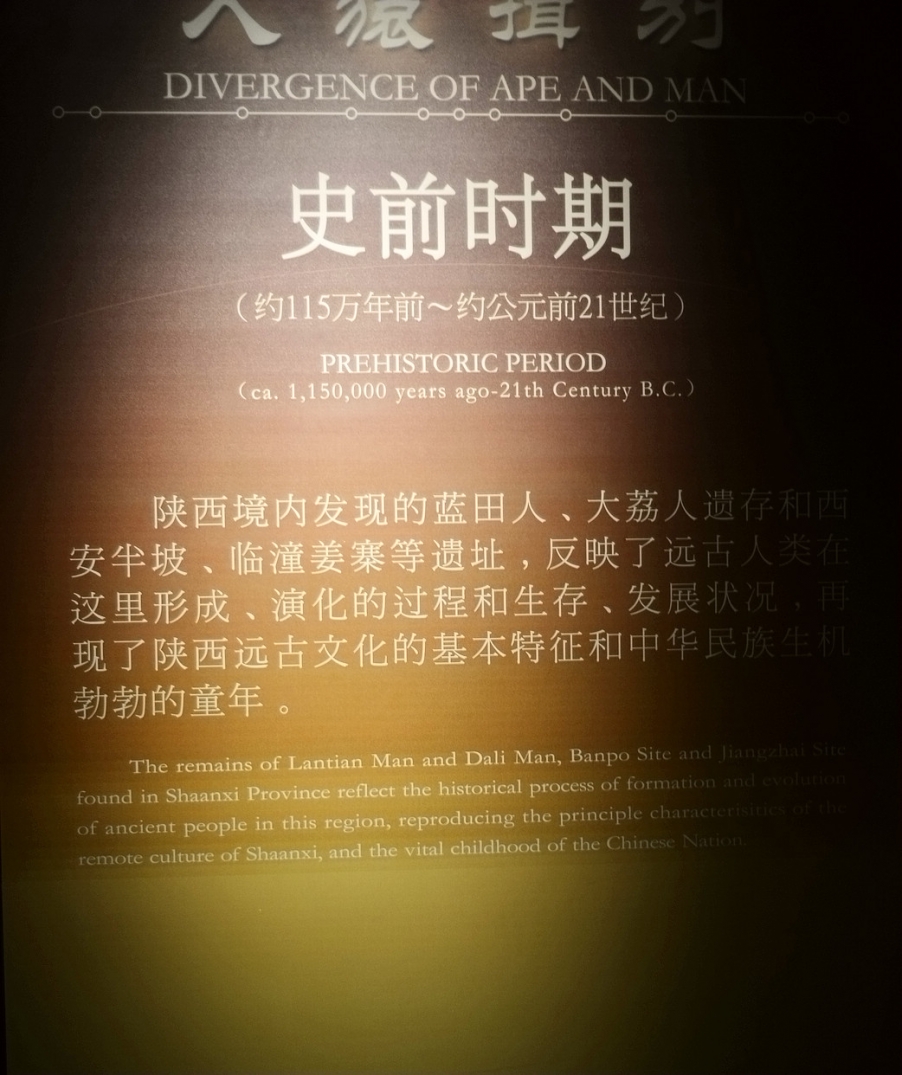 人猿揖别
DIVERGENCE OF APE AND MAN
史前时期
（约115万年前～约公元前21世纪）
PREHISTORIC PERIOD
（ca. 1,150,000 years ago-21th Century B.C.）
陕西境内发现的蓝田人、大荔人遗存和西
安半坡、临潼姜寨等遗址，反映了远古人类在
这里形成、演化的过程和生存、发展状况，再
现了陕西远古文化的基本特征和中华民族生机
勃勃的童年。
The remains of Lantian Man and Dali Man, Banpo Site and Jiangzhai Site
found in Shaanxi Province reflect the historical process of formation and evolution
of ancient people in this region, reproducing the principle characterisitics of the
remote culture of Shaanxi, and the vital childhood of the Chinese Nation.